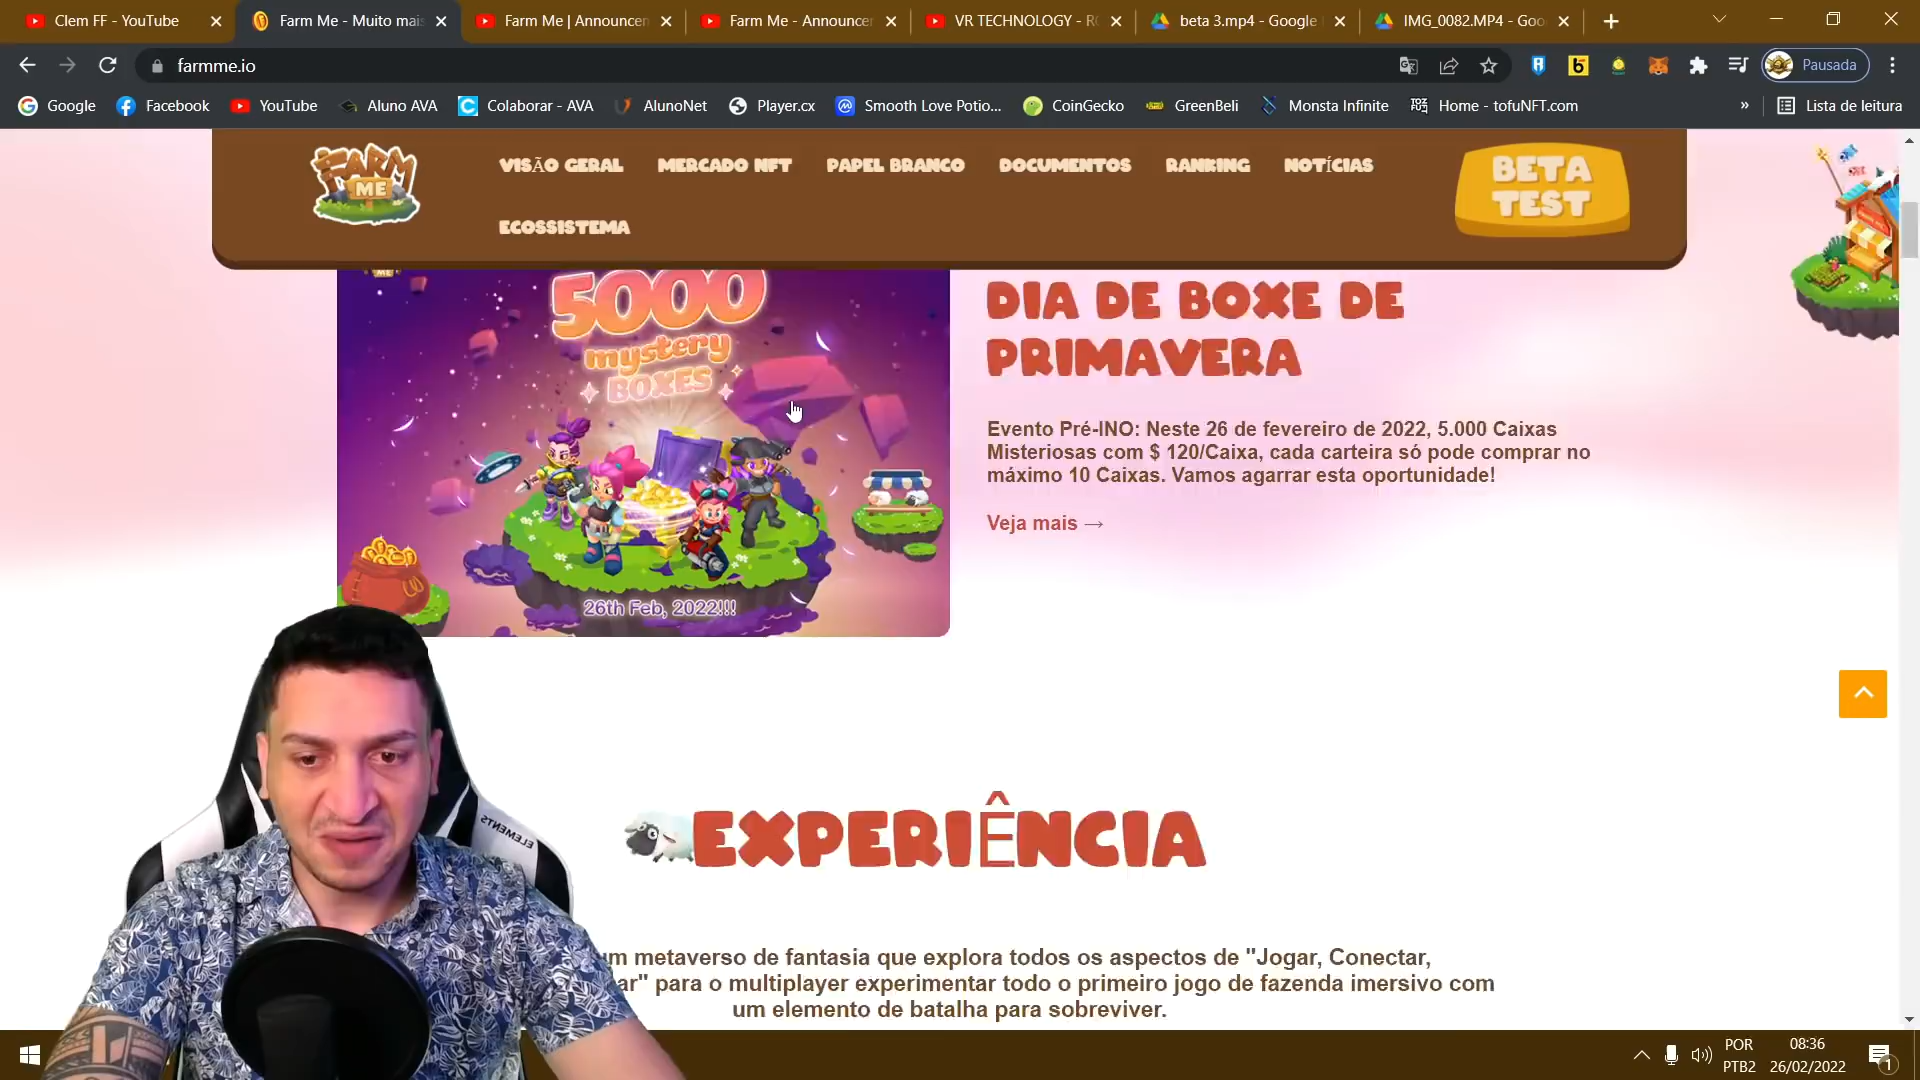 Clem FF - YouTube
Farm Me - Muito mais
Farm Me | Announcen
Farm Me - Announcer
VR TECHNOLOGY - RO
beta 3.mp4 - Google
IMG_0082.MP4 - Goo
farmme.io
Pausada
Google
Facebook
YouTube
Aluno AVA
Colaborar - AVA
AlunoNet
Player.cx
Smooth Love Potio...
CoinGecko
GreenBeli
Monsta Infinite
Home - tofuNFT.com
»
Lista de leitura
FARM
ME
VISÃO GERAL
MERCADO NFT
PAPEL BRANCO
DOCUMENTOS
RANKING
NOTÍCIAS
ECOSSISTEMA
BETA
TEST
ME
5000
mystery
BOXES
26th Feb, 2022!!!
DIA DE BOXE DE
PRIMAVERA
Evento Pré-INO: Neste 26 de fevereiro de 2022, 5.000 Caixas
Misteriosas com $ 120/Caixa, cada carteira só pode comprar no
máximo 10 Caixas. Vamos agarrar esta oportunidade!
Veja mais →
EXPERIÊNCIA
um metaverso de fantasia que explora todos os aspectos de "Jogar, Conectar,
ar" para o multiplayer experimentar todo o primeiro jogo de fazenda imersivo com
um elemento de batalha para sobreviver.
ELEMENTS
POR
PTB2
08:36
26/02/2022
1